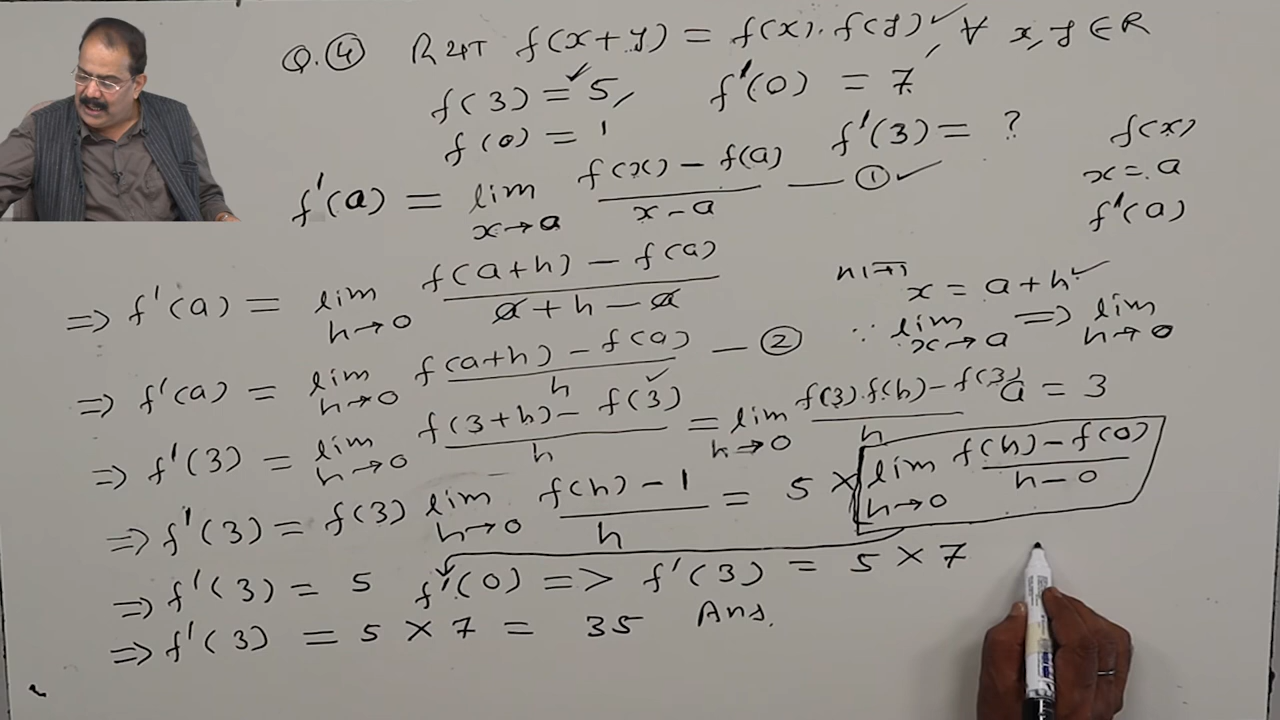 Q.④ f(x+y) = f(x).f(y)✓, ∀ x,y ∈ R
f(3) = 5, f'(0) = 7
f(0) = 1 f'(3) = ?
f'(a) = lim x→a (f(x) - f(a))/(x-a) — ① ✓
f(x)
x = a
f'(a)
⇒ f'(a) = lim h→0 (f(a+h) - f(a))/(a+h-a)
x = a+h ✓
∵ lim x→a ⇒ lim h→0
⇒ f'(a) = lim h→0 (f(a+h) - f(a))/h — ②
a = 3
⇒ f'(3) = lim h→0 (f(3+h) - f(3))/h = lim h→0 (f(3).f(h) - f(3))/h
⇒ f'(3) = f(3) lim h→0 (f(h) - 1)/h = 5 × lim h→0 (f(h) - f(0))/(h-0)
⇒ f'(3) = 5 f'(0) => f'(3) = 5 × 7
⇒ f'(3) = 5 × 7 = 35 Ans.